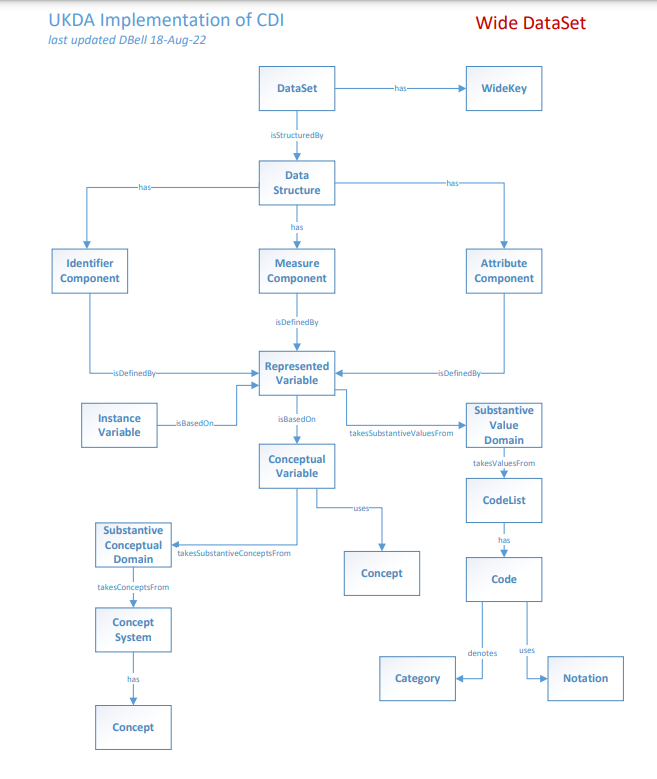 UKDA Implementation of CDI
Wide DataSet
last updated DBell 18-Aug-22
DataSet
has
WideKey
isStructuredBy
Data
Structure
has
has
has
Identifier
Component
Measure
Component
Attribute
Component
isDefinedBy
isDefinedBy
isDefinedBy
Represented
Variable
Instance
Variable
isBasedOn
isBasedOn
takesSubstantiveValuesFrom
Substantive
Value
Domain
takesValuesFrom
Conceptual
Variable
CodeList
uses
has
Substantive
Conceptual
Domain
takesSubstantiveConceptsFrom
Concept
Code
takesConceptsFrom
Concept
System
denotes
uses
has
Category
Notation
Concept